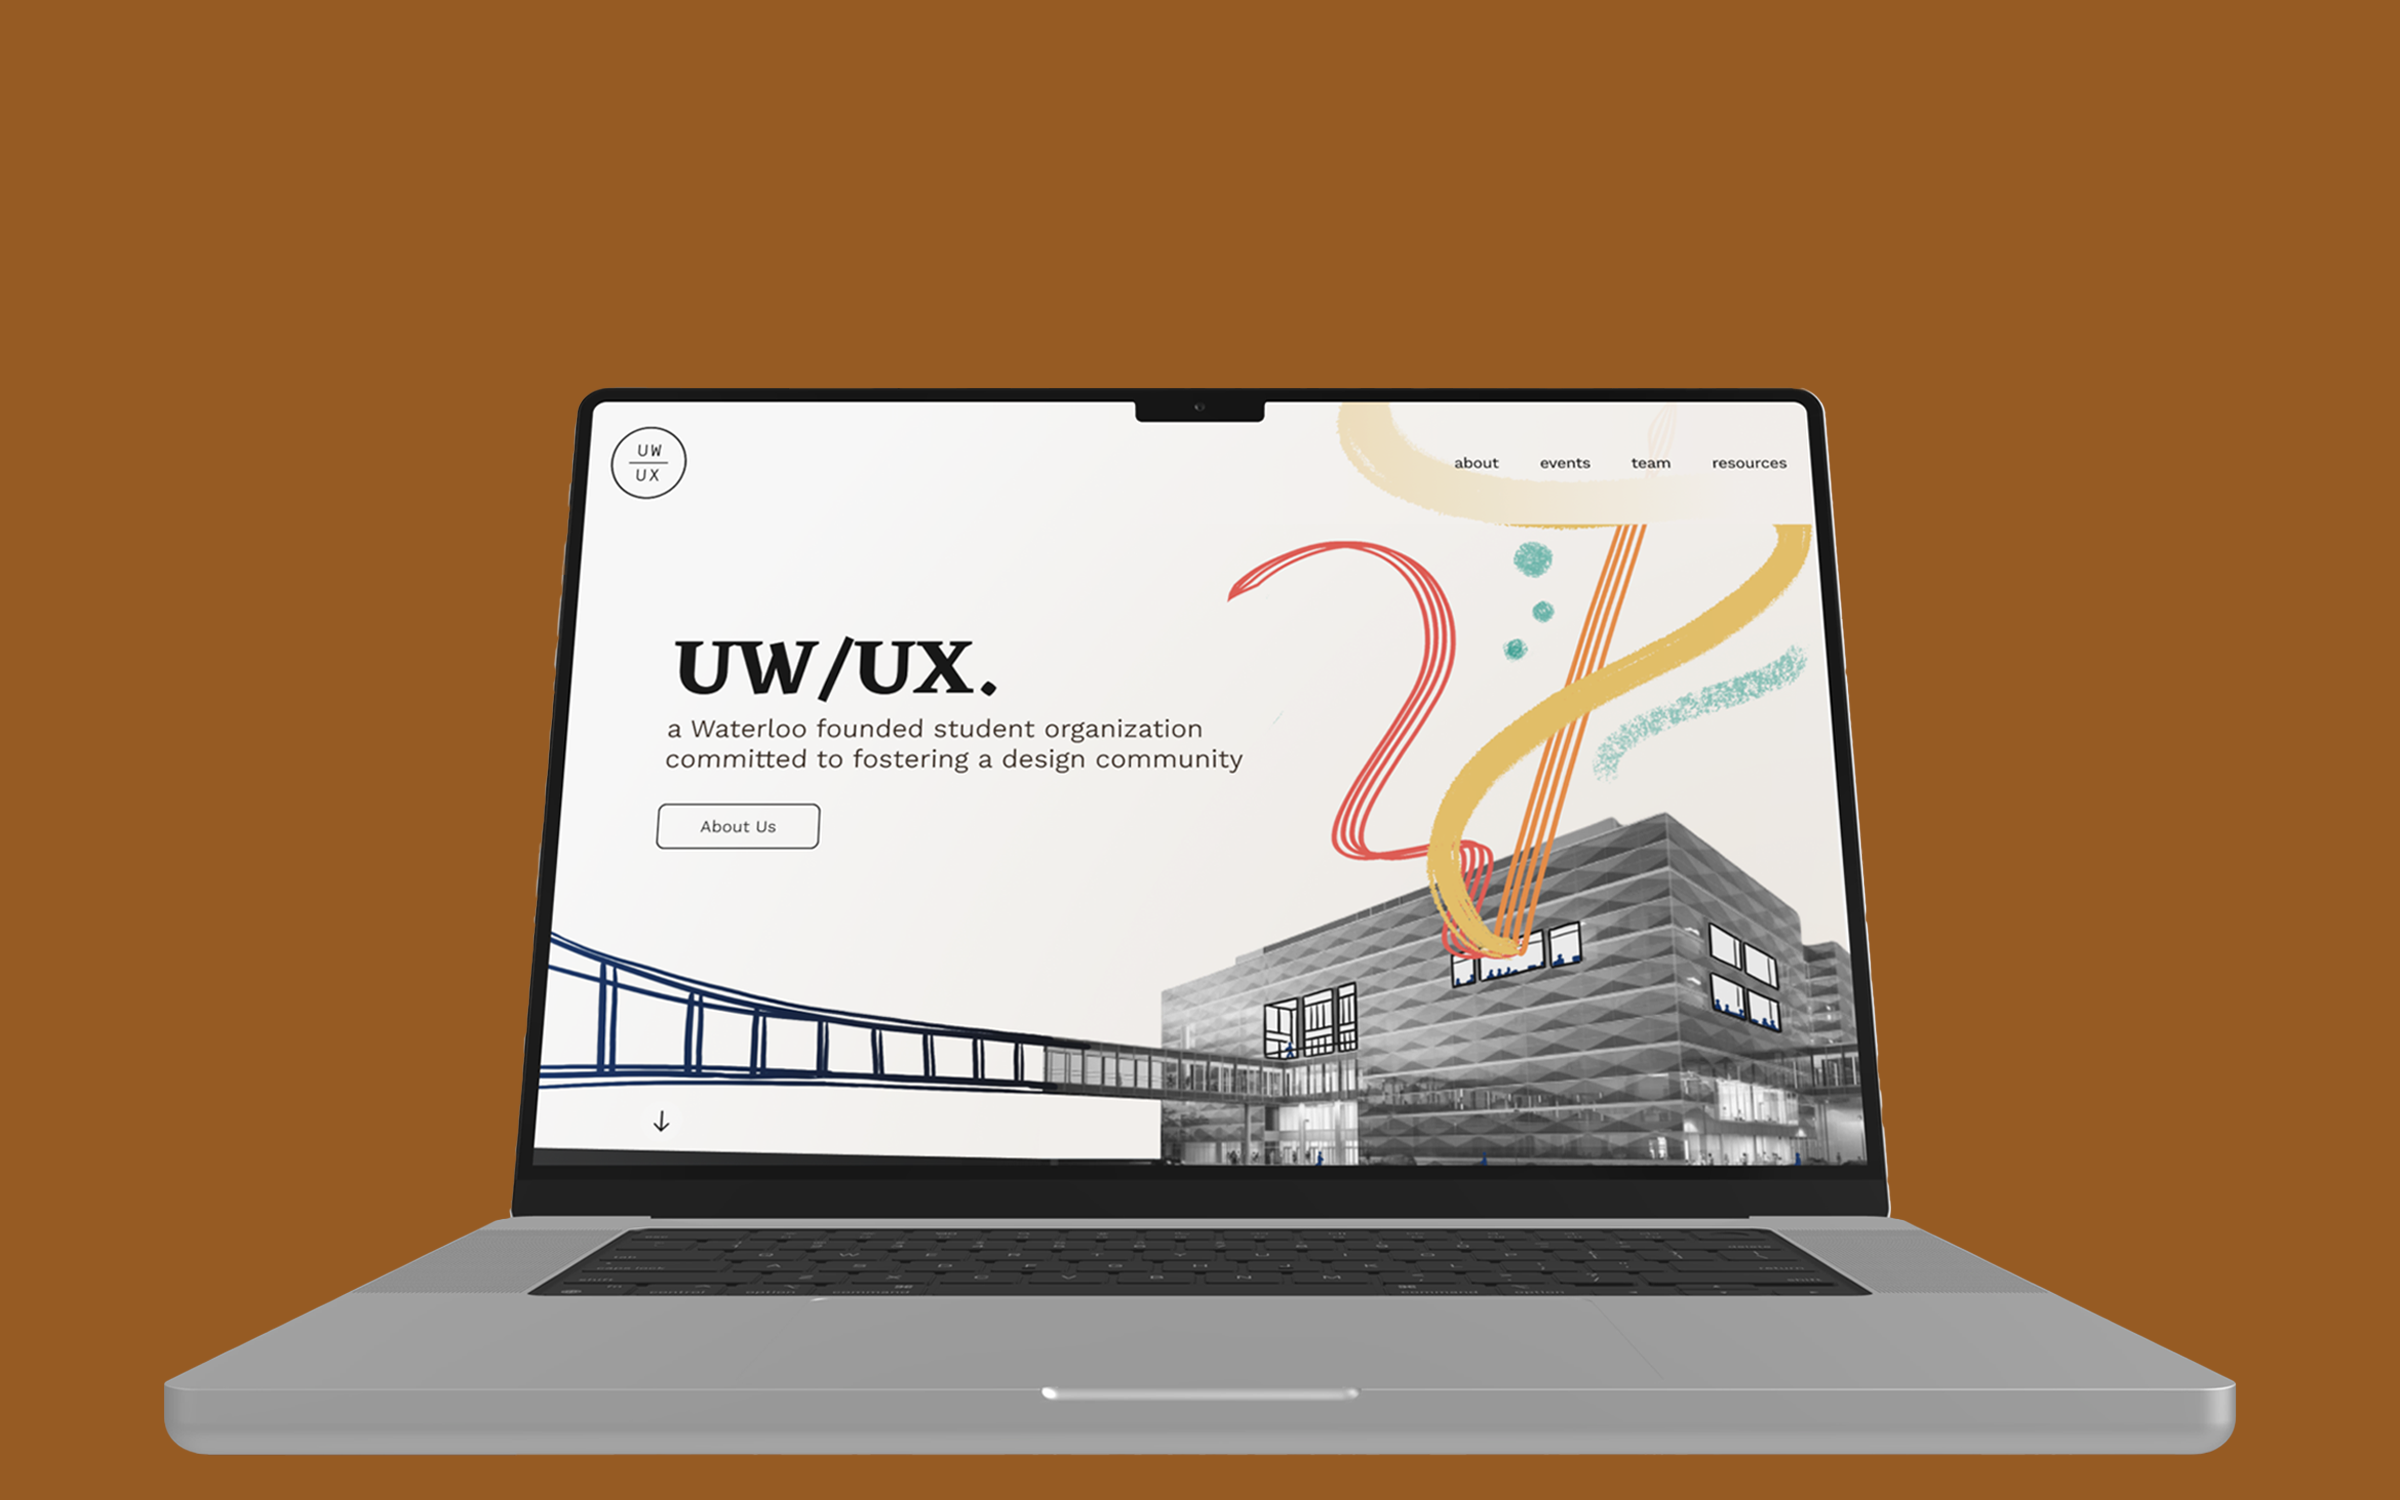 UW
UX
about events team resources
UW/UX.
a Waterloo founded student organization
committed to fostering a design community
About Us